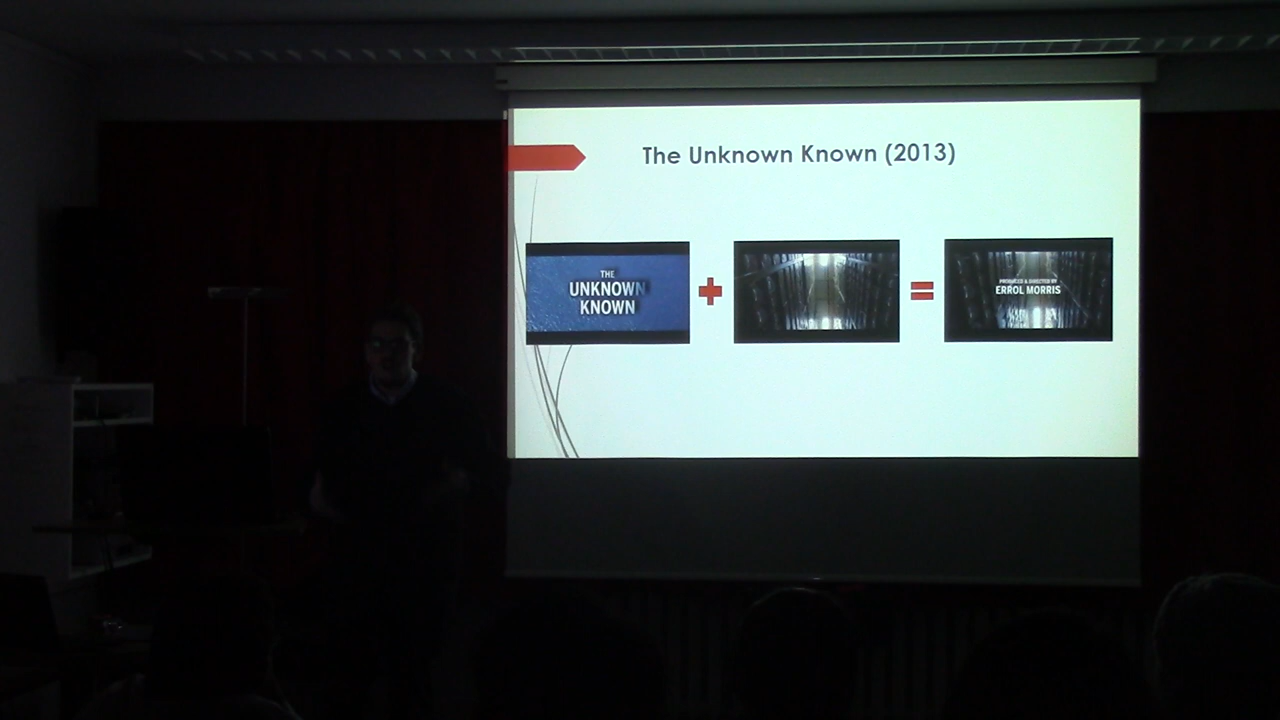 The Unknown Known (2013)
THE
UNKNOWN
KNOWN
PRODUCED & DIRECTED BY
ERROL MORRIS